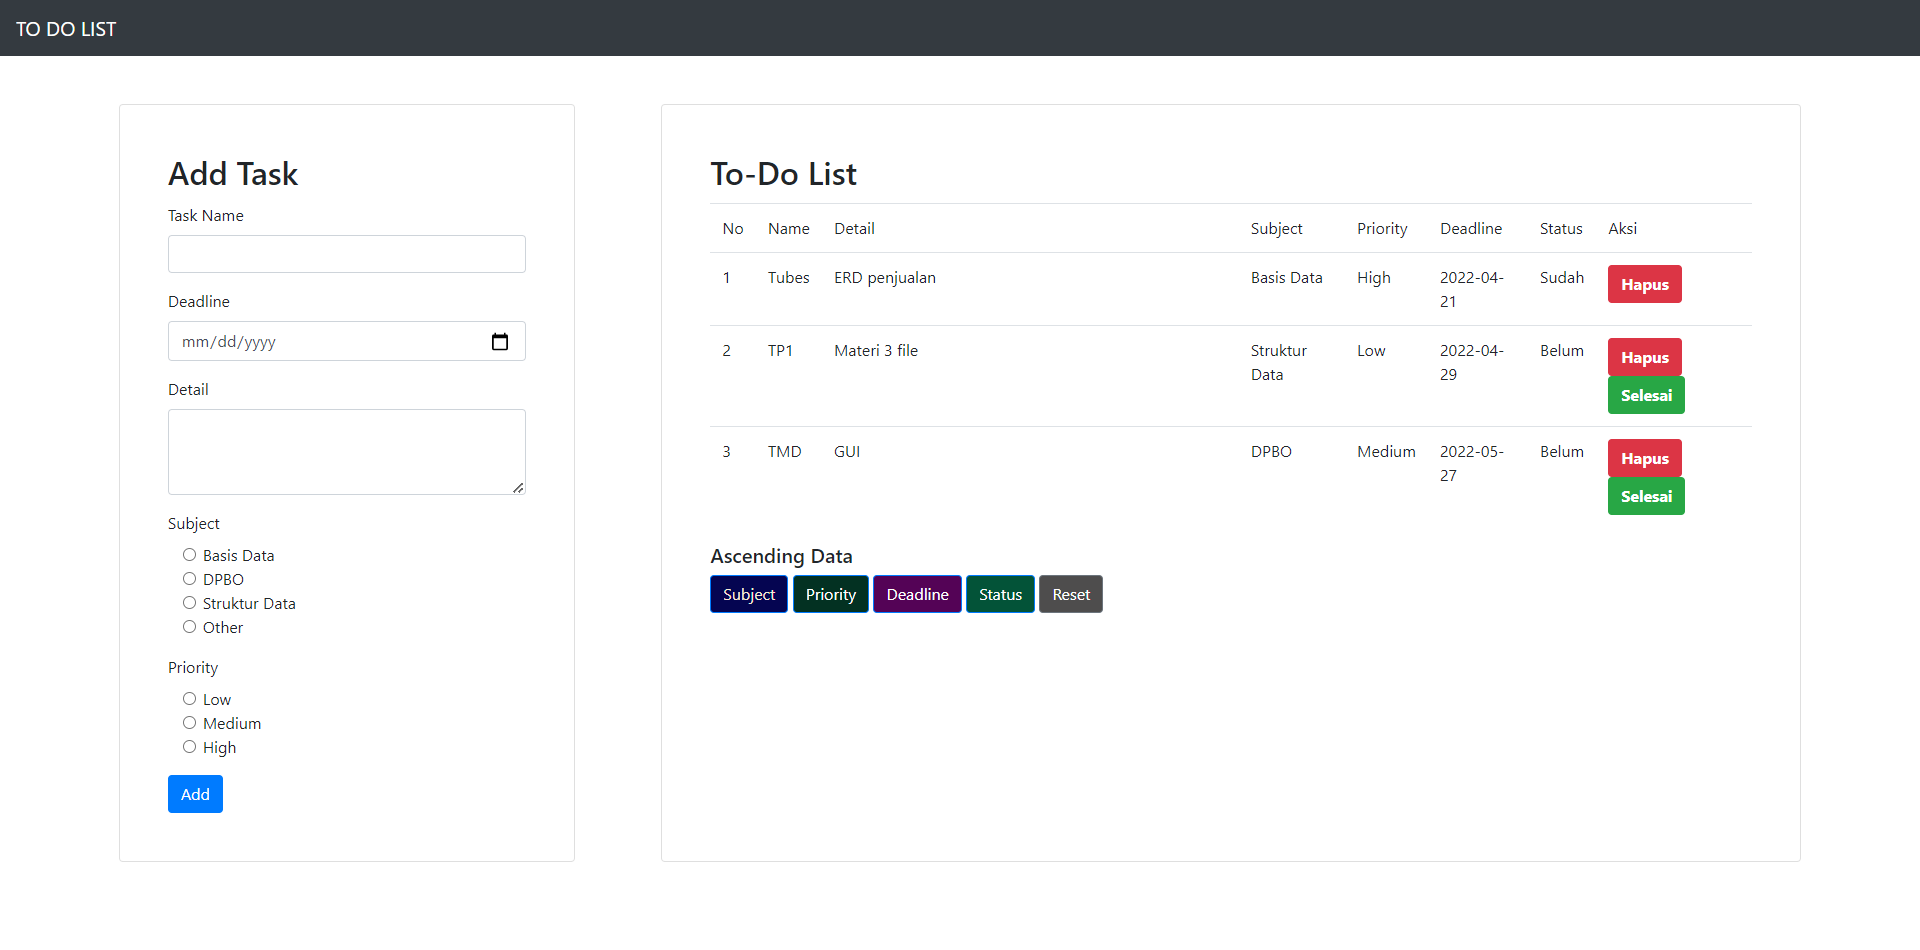 TO DO LIST
Add Task
Task Name
Deadline
mm/dd/yyyy
Detail
Subject
Basis Data
DPBO
Struktur Data
Other
Priority
Low
Medium
High
Add
To-Do List
No Name Detail Subject Priority Deadline Status Aksi
1 Tubes ERD penjualan Basis Data High 2022-04-21 Sudah Hapus
2 TP1 Materi 3 file Struktur Data Low 2022-04-29 Belum Hapus Selesai
3 TMD GUI DPBO Medium 2022-05-27 Belum Hapus Selesai
Ascending Data
Subject Priority Deadline Status Reset